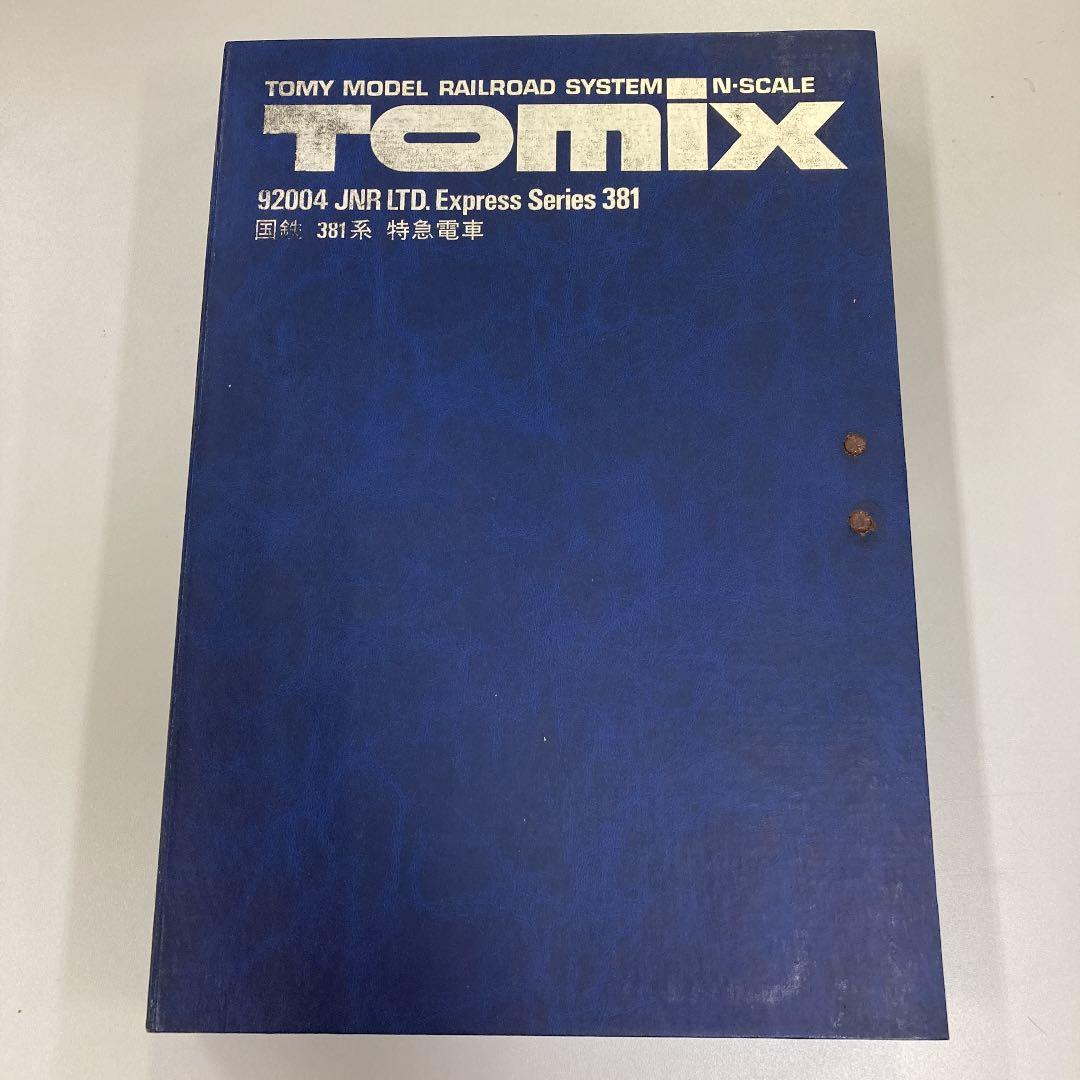 TOMY MODEL RAILROAD SYSTEM N·SCALE
TOMIX
92004 JNR LTD. Express Series 381
国鉄 381系 特急電車